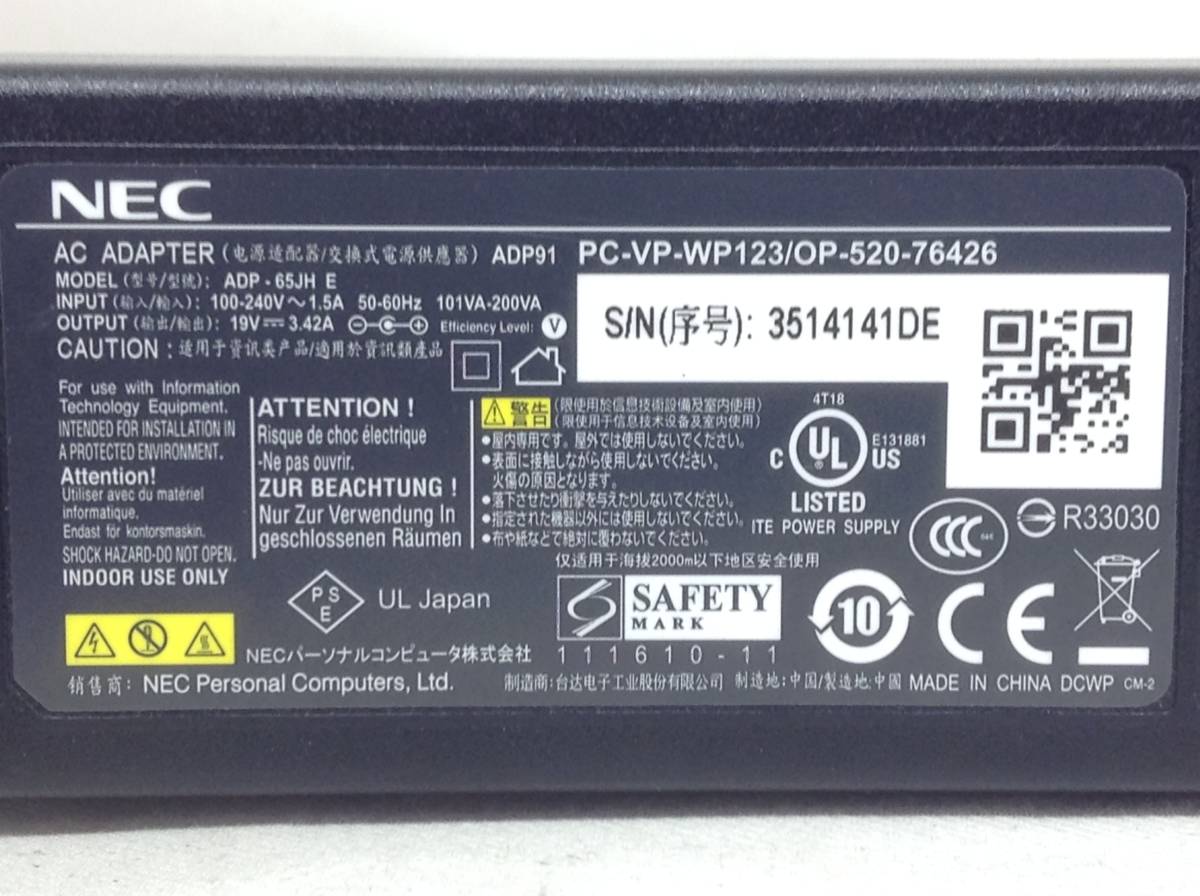 NEC
AC ADAPTER (电源适配器/交換式電源供應器) ADP91 PC-VP-WP123/OP-520-76426
MODEL (型号/型號): ADP-65JH E
INPUT (输入/輸入): 100-240V～1.5A 50-60Hz 101VA-200VA
OUTPUT (输出/輸出): 19V⎓3.42A Efficiency Level: V
CAUTION : 适用于资讯类产品/適用於資訊類產品
S/N(序号): 3514141DE
For use with Information
Technology Equipment.
INTENDED FOR INSTALLATION IN
A PROTECTED ENVIRONMENT.
Attention!
Utiliser avec du matériel
informatique.
Endast för kontorsmaskin.
SHOCK HAZARD-DO NOT OPEN.
INDOOR USE ONLY
ATTENTION !
Risque de choc électrique
-Ne pas ouvrir.
ZUR BEACHTUNG !
Nur Zur Verwendung In
geschlossenen Räumen
警告 (限使用於信息技術設備及室内使用)
(限使用于信息技术设备及室内使用)
●屋内専用です。屋外では使用しないでください。
●表面に接触しながら使用しないでください。
火傷の原因となります。
●落下させたり衝撃を与えたりしないでください。
●指定された機器以外には使用しないでください。
●布や紙などで絶対に覆わないでください。
仅适用于海拔2000m以下地区安全使用
4T18
C UL ® US
E131881
LISTED
ITE POWER SUPPLY
CCC
R33030
PS
E
UL Japan
SAFETY
MARK
111610-11
10
CE
NECパーソナルコンピュータ株式会社
销售商: NEC Personal Computers, Ltd.
制造商:台达电子工业股份有限公司 制造地:中国/製造地:中國 MADE IN CHINA DCWP CM-2